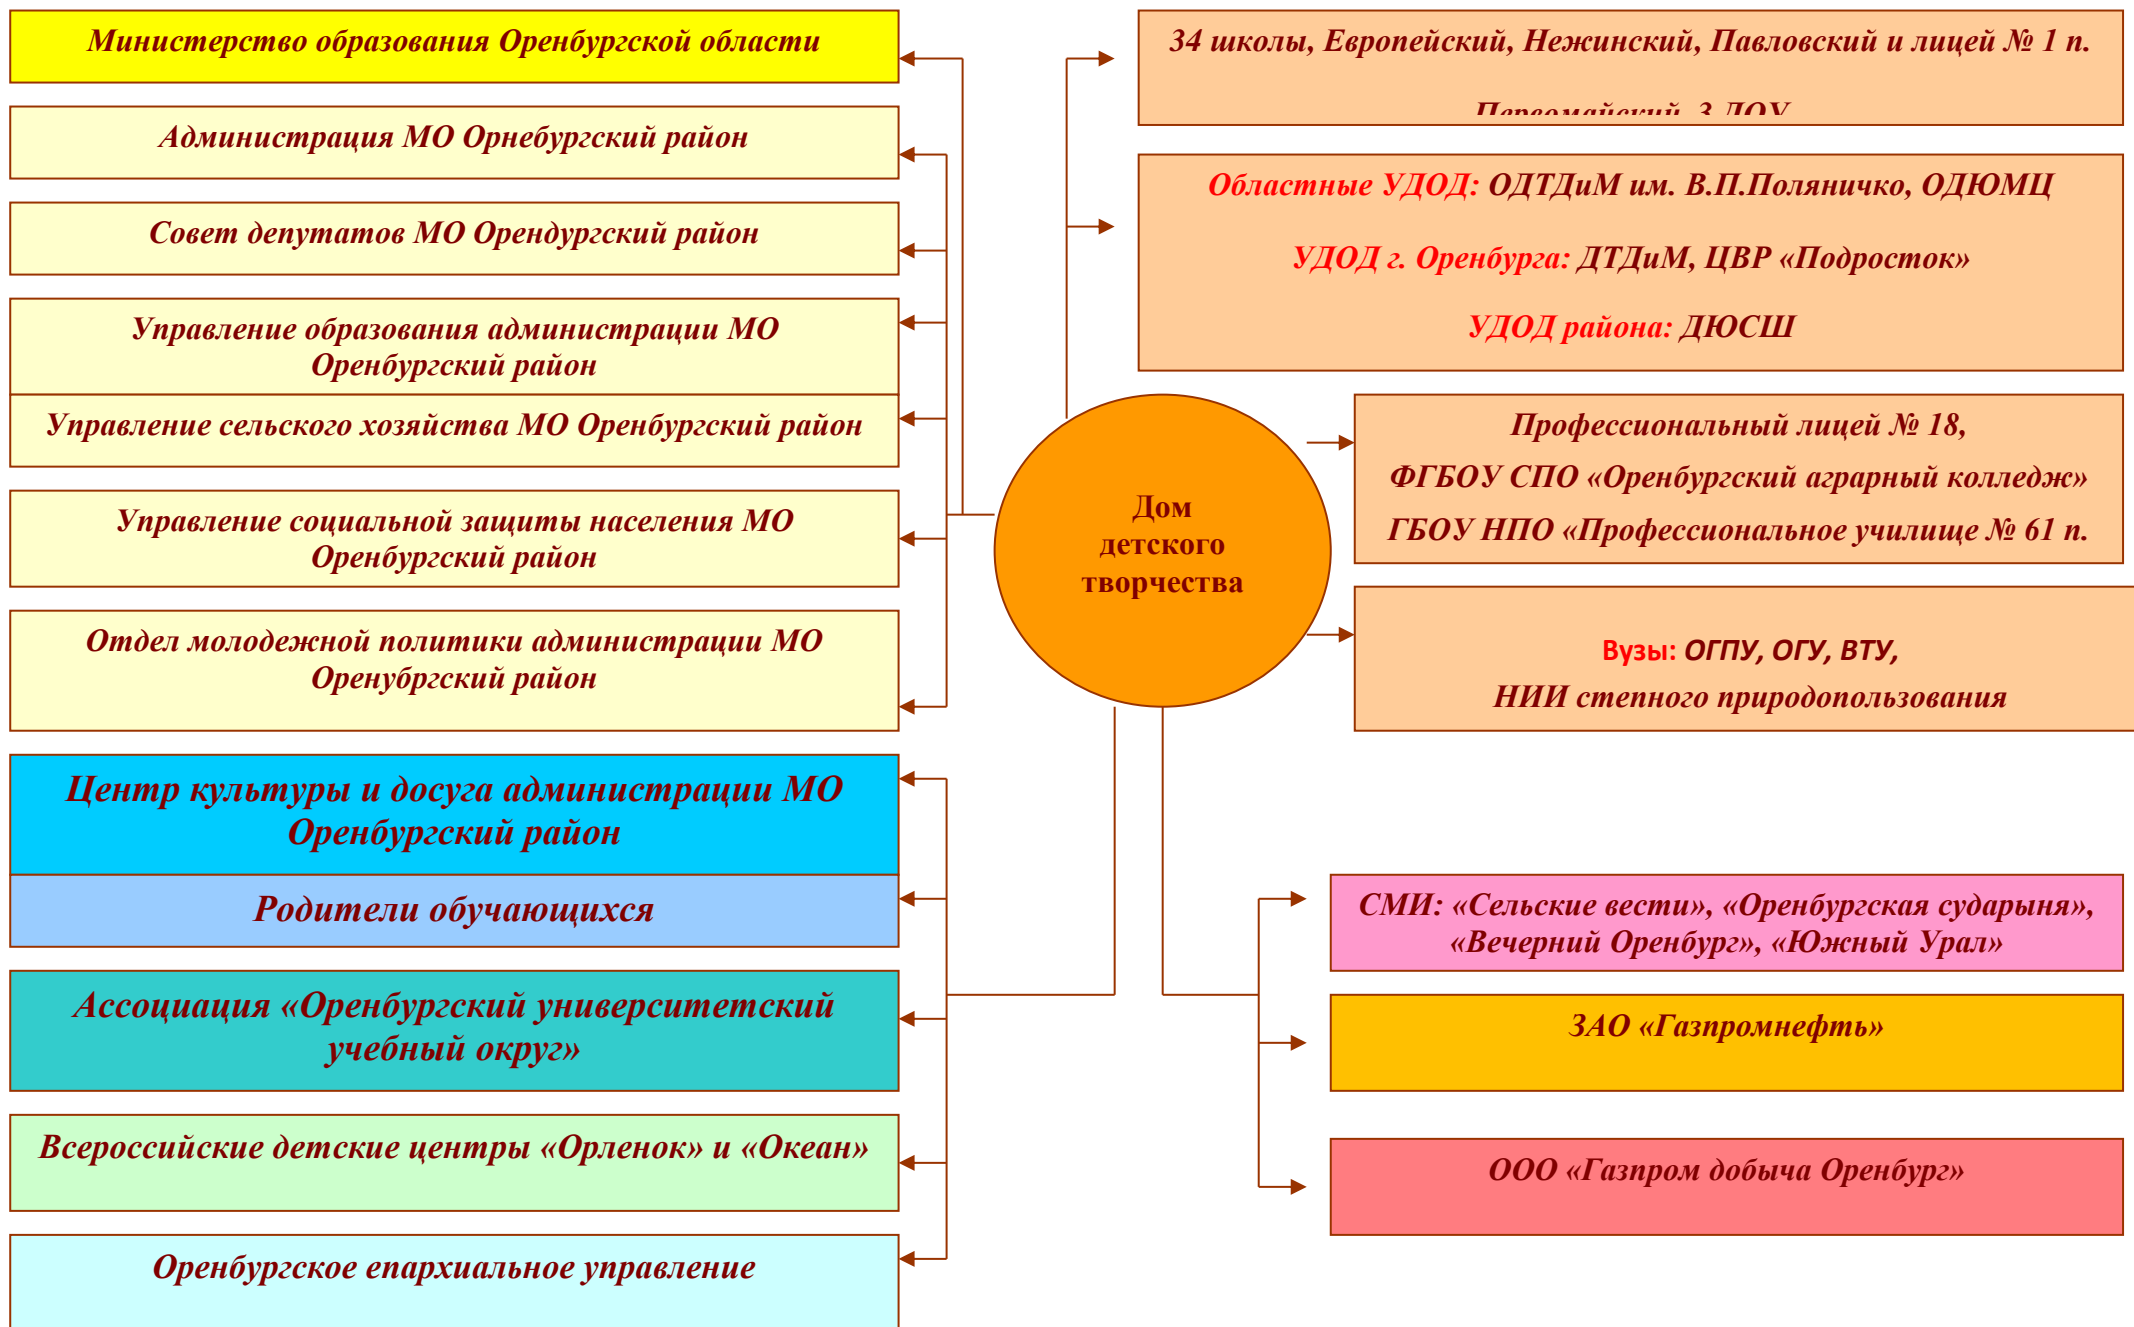 Министерство образования Оренбургской области
Администрация МО Орнебургский район
Совет депутатов МО Орендургский район
Управление образования администрации МО
Оренбургский район
Управление сельского хозяйства МО Оренбургский район
Управление социальной защиты населения МО
Оренбургский район
Отдел молодежной политики администрации МО
Оренубргский район
Центр культуры и досуга администрации МО
Оренбургский район
Родители обучающихся
Ассоциация «Оренбургский университетский
учебный округ»
Всероссийские детские центры «Орленок» и «Океан»
Оренбургское епархиальное управление
Дом
детского
творчества
34 школы, Европейский, Нежинский, Павловский и лицей № 1 п.
Первомайский, 3 ДОУ
Областные УДОД: ОДТДиМ им. В.П.Поляничко, ОДЮМЦ
УДОД г. Оренбурга: ДТДиМ, ЦВР «Подросток»
УДОД района: ДЮСШ
Профессиональный лицей № 18,
ФГБОУ СПО «Оренбургский аграрный колледж»
ГБОУ НПО «Профессиональное училище № 61 п.
Вузы: ОГПУ, ОГУ, ВТУ,
НИИ степного природопользования
СМИ: «Сельские вести», «Оренбургская сударыня»,
«Вечерний Оренбург», «Южный Урал»
ЗАО «Газпромнефть»
ООО «Газпром добыча Оренбург»